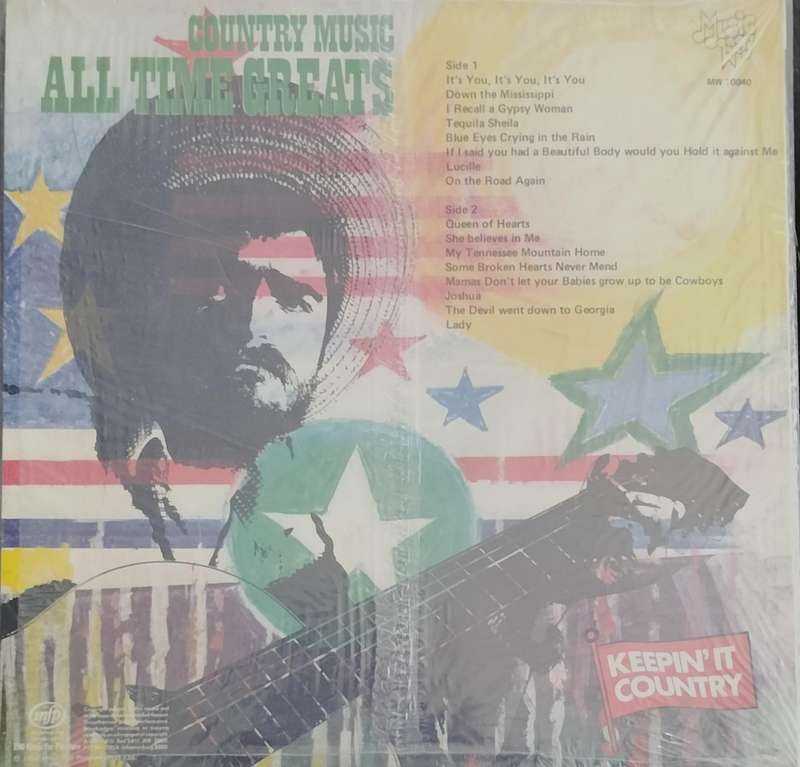 COUNTRY MUSIC
ALL TIME GREATS
Music
MW
Side 1
It's You, It's You, It's You
Down the Mississippi
I Recall a Gypsy Woman
Tequila Sheila
Blue Eyes Crying in the Rain
If I said you had a Beautiful Body would you Hold it against Me
Lucille
On the Road Again
Side 2
Queen of Hearts
She believes in Me
My Tennessee Mountain Home
Some Broken Hearts Never Mend
Mamas Don't let your Babies grow up to be Cowboys
Joshua
The Devil went down to Georgia
Lady
KEEPIN' IT
COUNTRY
mfp